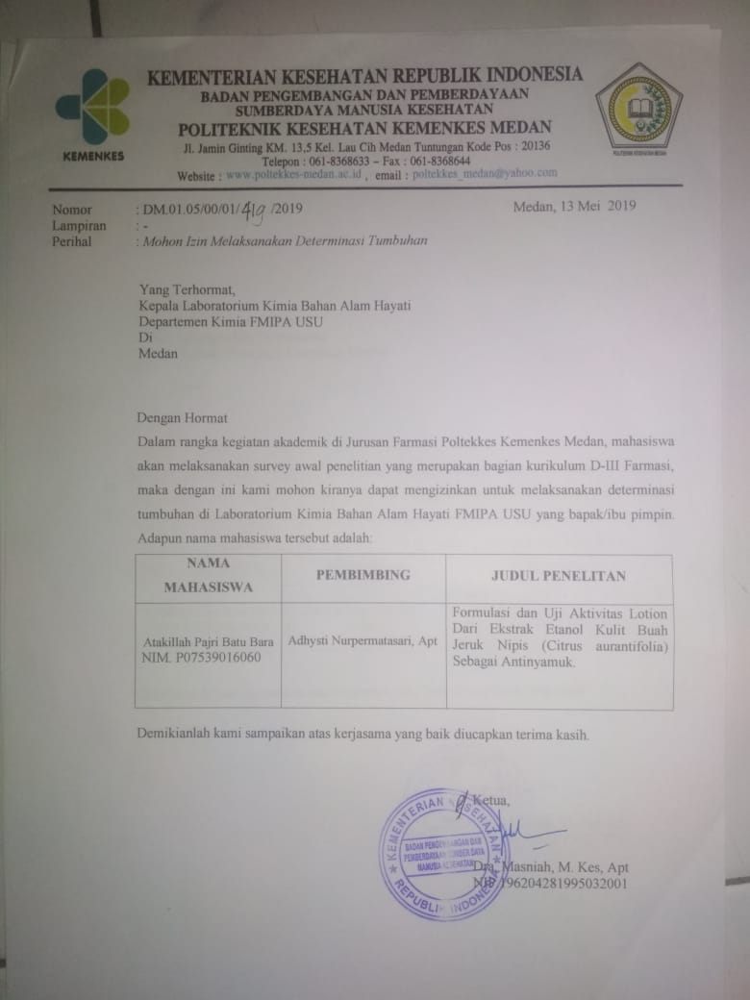 KEMENTERIAN KESEHATAN REPUBLIK INDONESIA
BADAN PENGEMBANGAN DAN PEMBERDAYAAN
SUMBERDAYA MANUSIA KESEHATAN
POLITEKNIK KESEHATAN KEMENKES MEDAN
Jl. Jamin Ginting KM. 13,5 Kel. Lau Cih Medan Tuntungan Kode Pos : 20136
Telepon : 061-8368633 – Fax : 061-8368644
Website : www.poltekkes-medan.ac.id , email : poltekkes_medan@yahoo.com
KEMENKES
POLITEKNIK KESEHATAN MEDAN
Nomor : DM.01.05/00/01/419/2019 Medan, 13 Mei 2019
Lampiran : -
Perihal : Mohon Izin Melaksanakan Determinasi Tumbuhan
Yang Terhormat,
Kepala Laboratorium Kimia Bahan Alam Hayati
Departemen Kimia FMIPA USU
Di
Medan
Dengan Hormat
Dalam rangka kegiatan akademik di Jurusan Farmasi Poltekkes Kemenkes Medan, mahasiswa
akan melaksanakan survey awal penelitian yang merupakan bagian kurikulum D-III Farmasi,
maka dengan ini kami mohon kiranya dapat mengizinkan untuk melaksanakan determinasi
tumbuhan di Laboratorium Kimia Bahan Alam Hayati FMIPA USU yang bapak/ibu pimpin.
Adapun nama mahasiswa tersebut adalah:
NAMA
MAHASISWA
PEMBIMBING
JUDUL PENELITAN
Atakillah Pajri Batu Bara
NIM. P07539016060
Adhysti Nurpermatasari, Apt
Formulasi dan Uji Aktivitas Lotion
Dari Ekstrak Etanol Kulit Buah
Jeruk Nipis (Citrus aurantifolia)
Sebagai Antinyamuk.
Demikianlah kami sampaikan atas kerjasama yang baik diucapkan terima kasih.
Ketua,
KEMENTERIAN KESEHATAN
BADAN PENGEMBANGAN DAN
PEMBERDAYAAN SUMBER DAYA
MANUSIA KESEHATAN
REPUBLIK INDONESIA
Dra. Masniah, M. Kes, Apt
NIP 196204281995032001